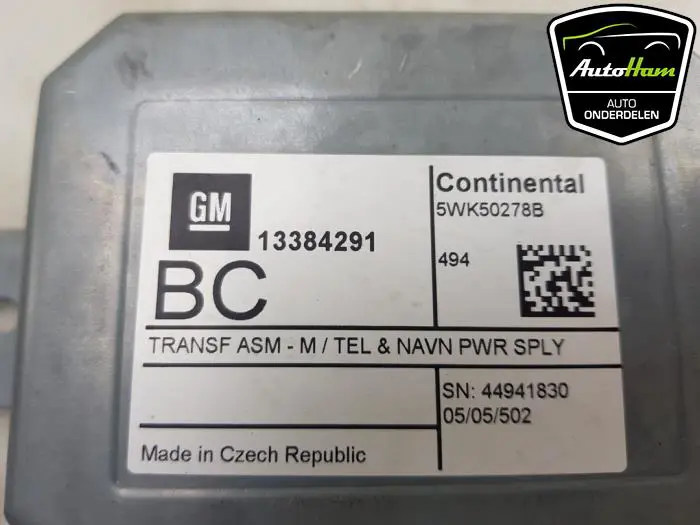 AutoHam
AUTO
ONDERDELEN
GM
13384291
BC
Continental
5WK50278B
494
TRANSF ASM - M / TEL & NAVN PWR SPLY
SN: 44941830
05/05/502
Made in Czech Republic